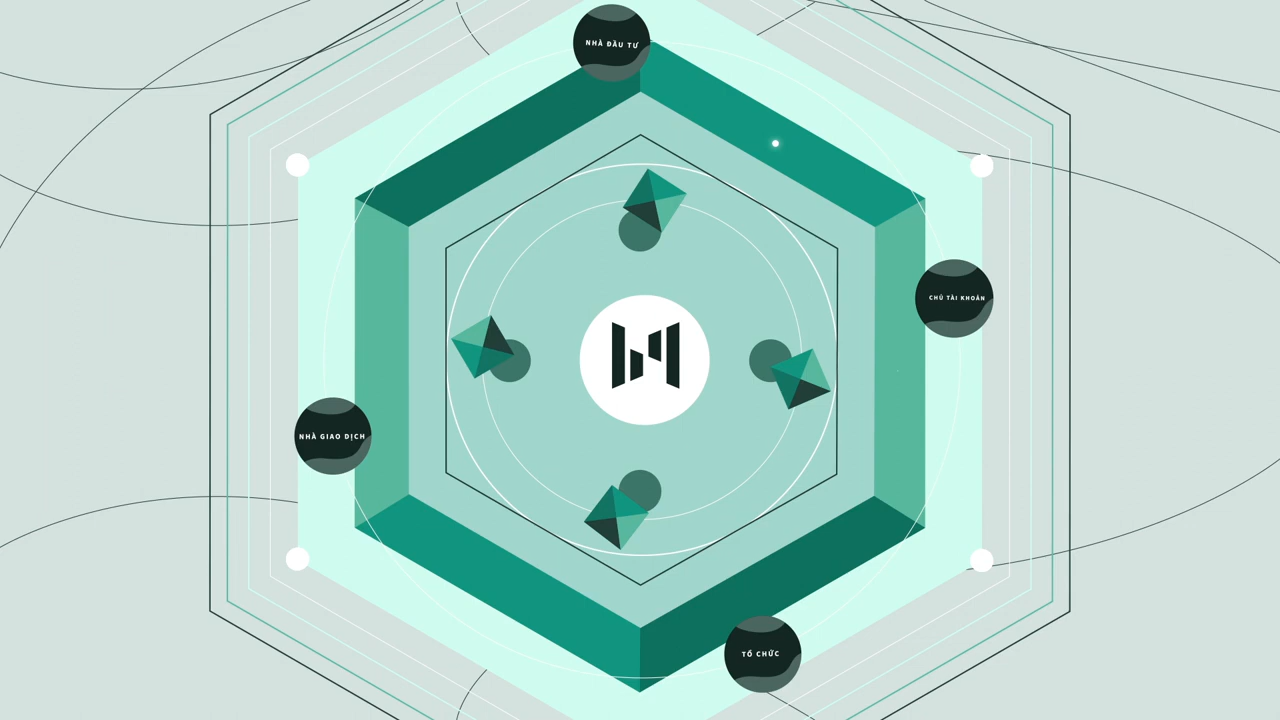 NHÀ ĐẦU TƯ
CHỦ TÀI KHOẢN
NHÀ GIAO DỊCH
TỔ CHỨC